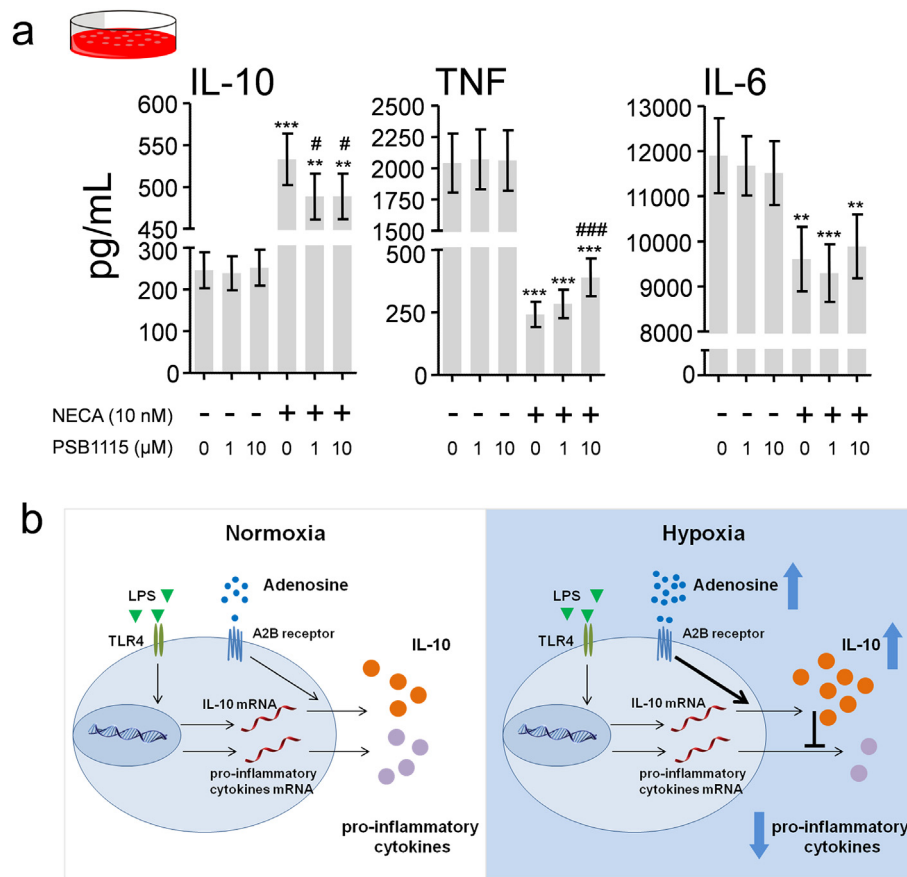 a
IL-10
TNF
IL-6
pg/mL
600
550
500
450
300
200
100
0
***
#
**
#
**
2500
2250
2000
1750
1500
500
250
0
***
***
###
***
13000
12000
11000
10000
9000
8000
0
**
***
**
NECA (10 nM) - - - + + + - - - + + + - - - + + +
PSB1115 (µM) 0 1 10 0 1 10 0 1 10 0 1 10 0 1 10 0 1 10
b
Normoxia
LPS
TLR4
Adenosine
A2B receptor
IL-10
IL-10 mRNA
pro-inflammatory
cytokines mRNA
pro-inflammatory
cytokines
Hypoxia
LPS
TLR4
Adenosine
A2B receptor
IL-10
IL-10 mRNA
pro-inflammatory
cytokines mRNA
pro-inflammatory
cytokines